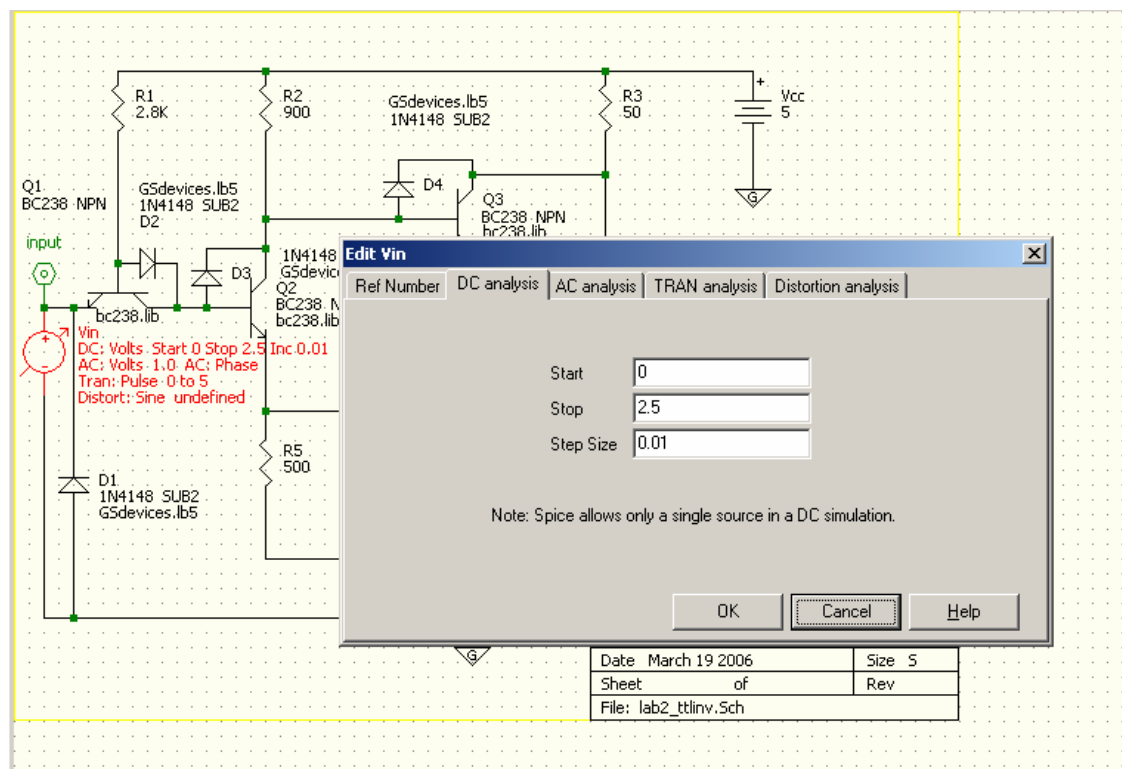 R1
2.8K
R2
900
GSdevices.lb5
1N4148 SUB2
R3
50
+
Vcc
5
G
Q1
BC238 NPN
GSdevices.lb5
1N4148 SUB2
D2
D4
Q3
BC238 NPN
bc238.lib
input
D3
1N4148
Q2
bc238.lib
bc238.lib
+
-
Vin
DC: Volts Start 0 Stop 2.5 Inc 0.01
AC: Volts 1.0 AC: Phase
Tran: Pulse 0 to 5
Distort: Sine undefined
R5
500
D1
1N4148 SUB2
GSdevices.lb5
Edit Vin
Ref Number
DC analysis
AC analysis
TRAN analysis
Distortion analysis
Start
0
Stop
2.5
Step Size
0.01
Note: Spice allows only a single source in a DC simulation.
OK
Cancel
Help
G
Date March 19 2006
Size S
Sheet of
Rev
File: lab2_ttlinv.Sch